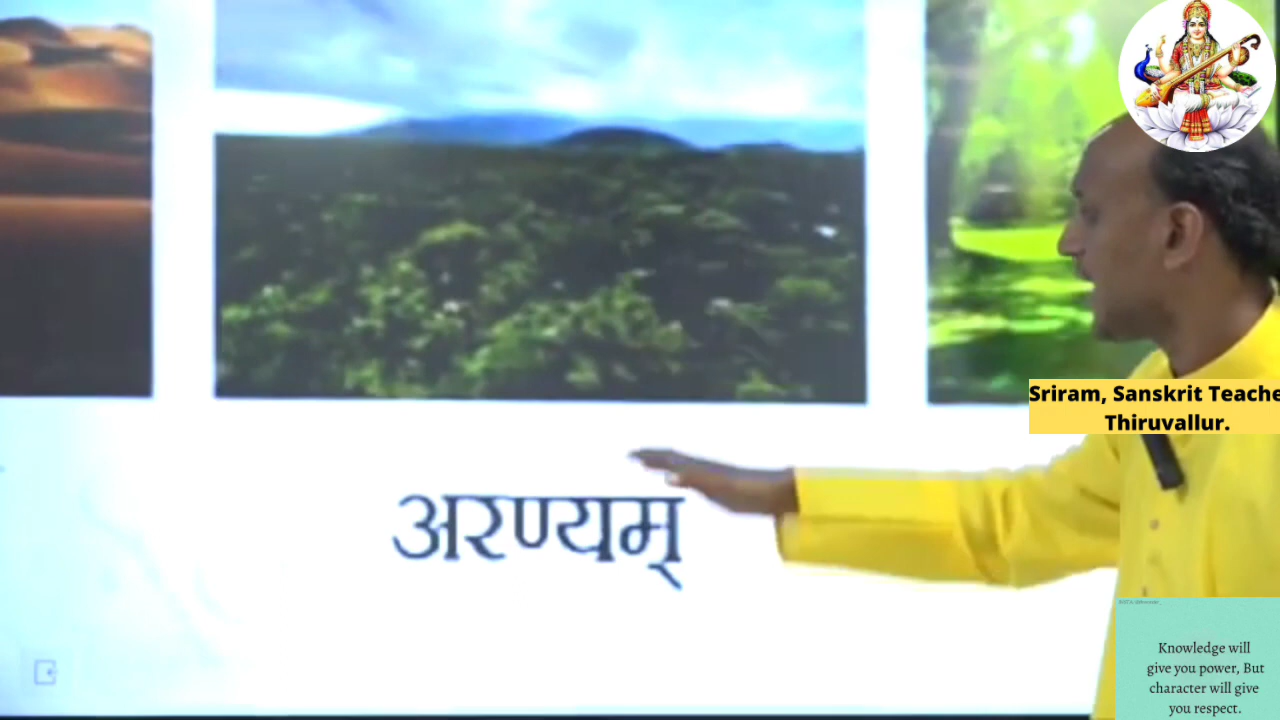 Sriram, Sanskrit Teache
Thiruvallur.
अरण्यम्
Knowledge will
give you power, But
character will give
you respect.